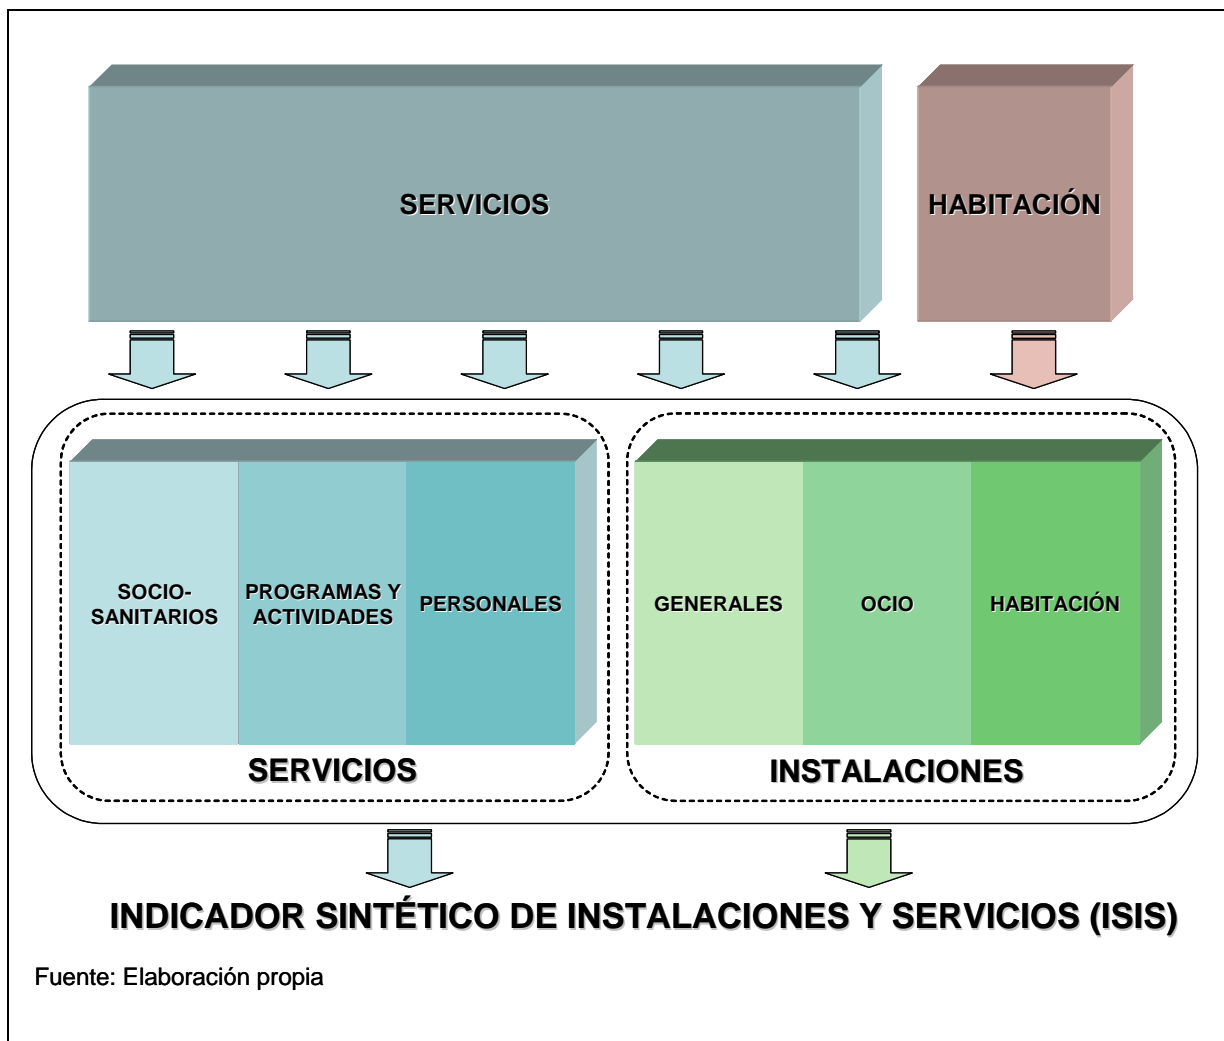 SERVICIOS
HABITACIÓN
SOCIO-
SANITARIOS
PROGRAMAS Y
ACTIVIDADES
PERSONALES
GENERALES
OCIO
HABITACIÓN
SERVICIOS
INSTALACIONES
INDICADOR SINTÉTICO DE INSTALACIONES Y SERVICIOS (ISIS)
Fuente: Elaboración propia